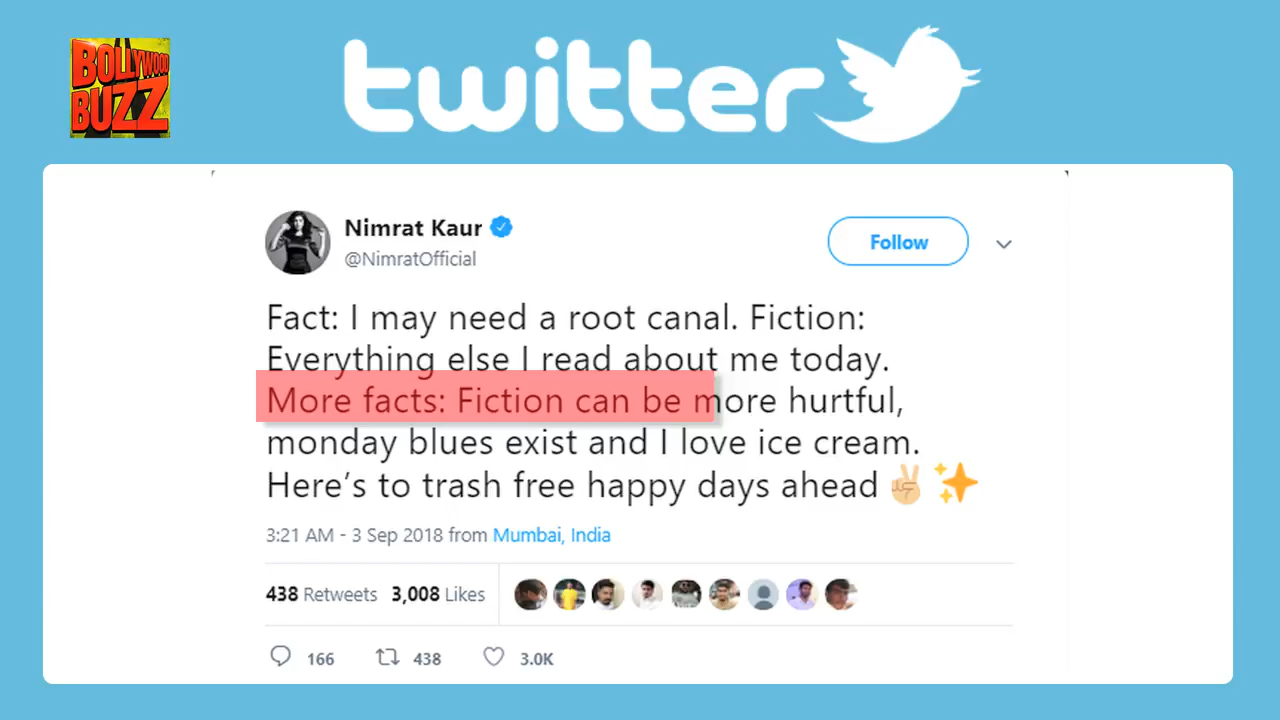 BOLLYWOOD
BUZZ
twitter
Nimrat Kaur
@NimratOfficial
Follow
Fact: I may need a root canal. Fiction:
Everything else I read about me today.
More facts: Fiction can be more hurtful,
monday blues exist and I love ice cream.
Here's to trash free happy days ahead✌🏼✨
3:21 AM - 3 Sep 2018 from Mumbai, India
438 Retweets 3,008 Likes
166 438 3.0K